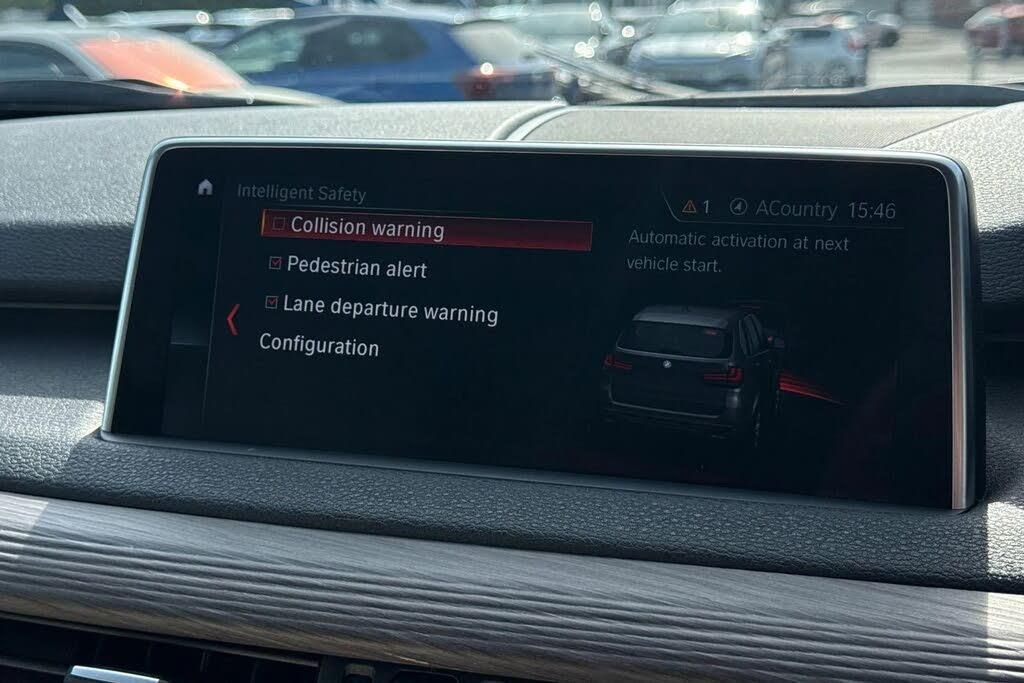 Intelligent Safety
1 ACountry 15:46
Collision warning
Pedestrian alert
Lane departure warning
Configuration
Automatic activation at next
vehicle start.